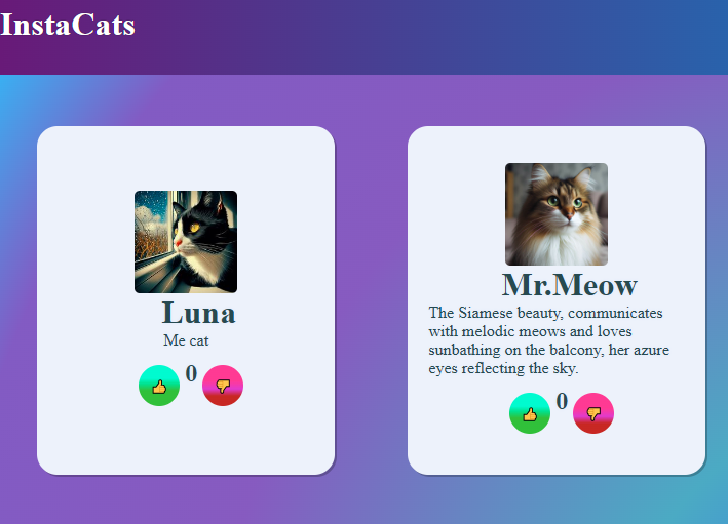 InstaCats
Luna
Me cat
0
Mr.Meow
The Siamese beauty, communicates
with melodic meows and loves
sunbathing on the balcony, her azure
eyes reflecting the sky.
0